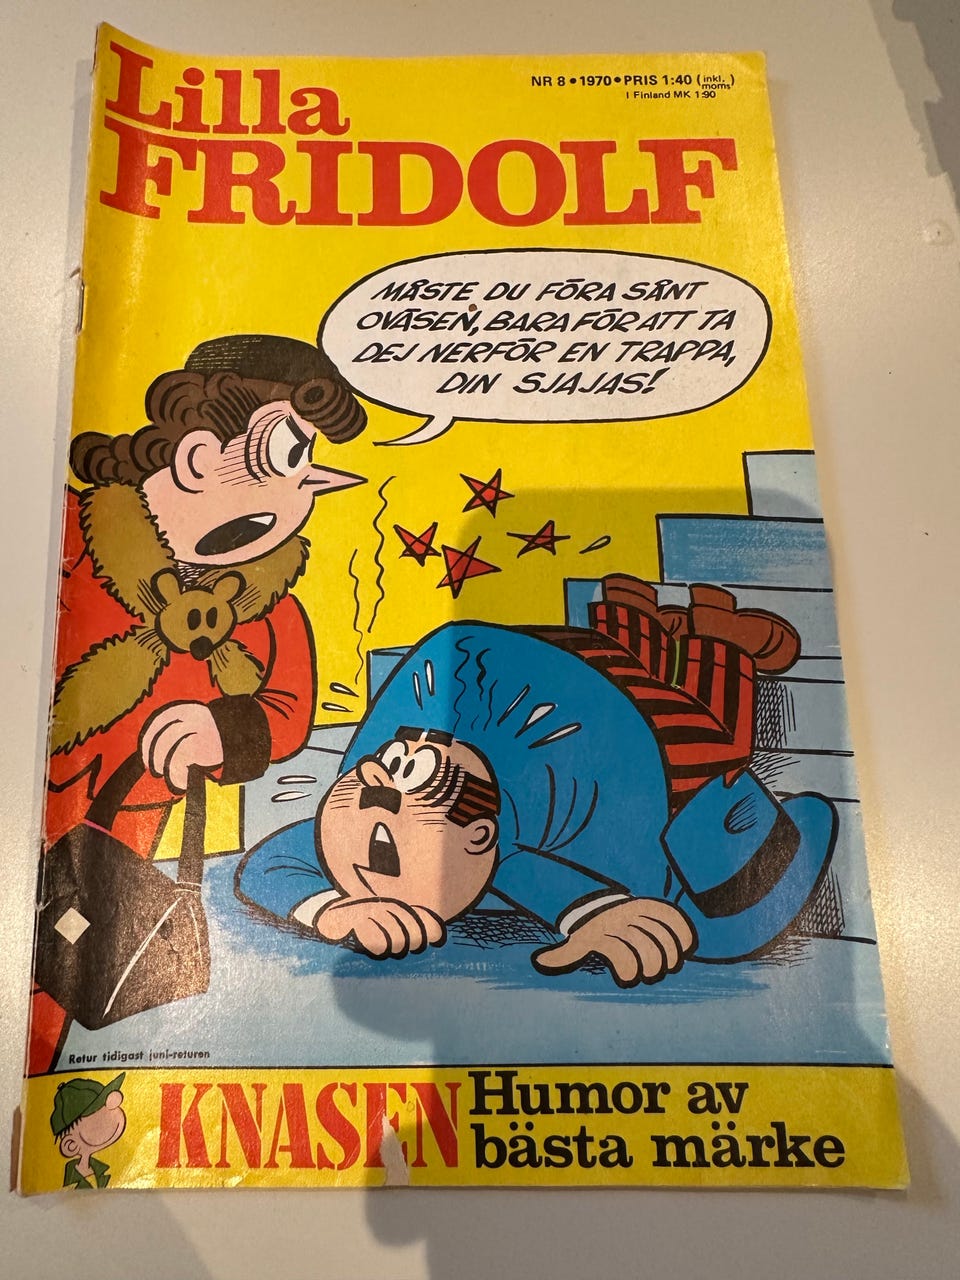 Lilla
FRIDOLF
NR 8 • 1970 • PRIS 1:40 (inkl. moms)
I Finland MK 1:90
MÅSTE DU FÖRA SÅNT
OVÄSEN, BARA FÖR ATT TA
DEJ NERFÖR EN TRAPPA,
DIN SJAJAS!
Retur tidigast juni-returen
KNASEN
Humor av
bästa märke